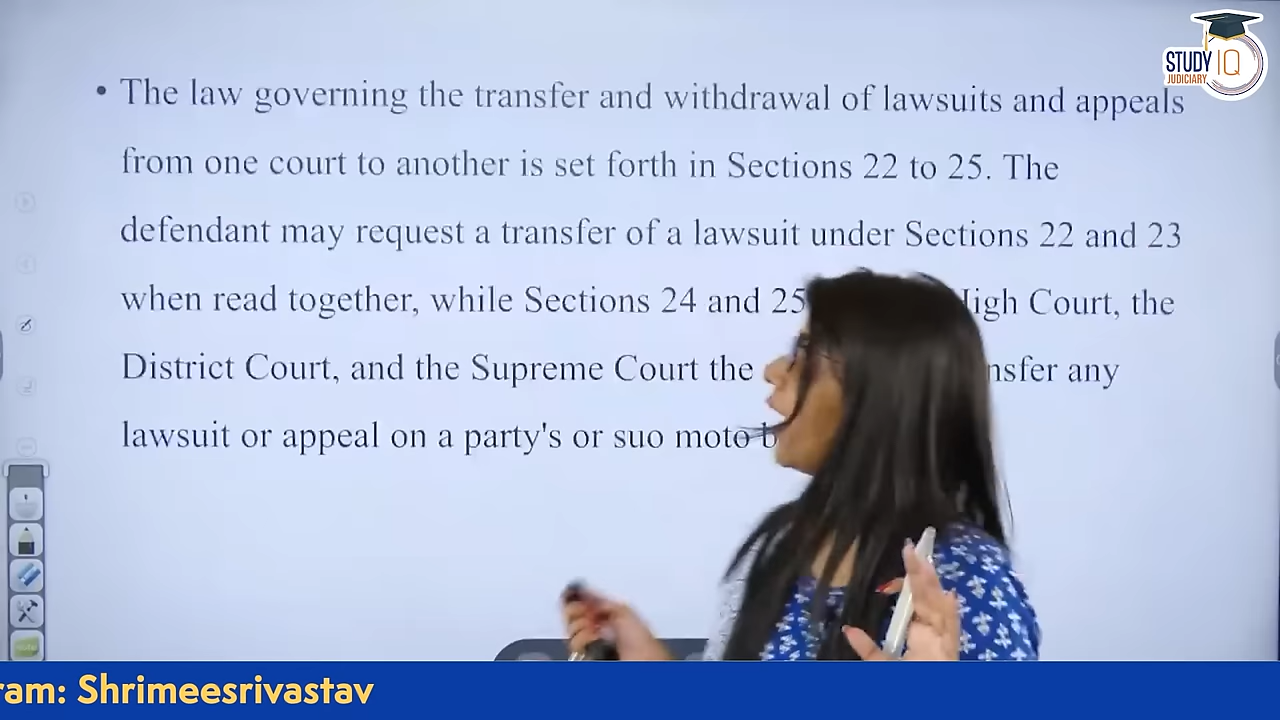 STUDY IQ
JUDICIARY
• The law governing the transfer and withdrawal of lawsuits and appeals
from one court to another is set forth in Sections 22 to 25. The
defendant may request a transfer of a lawsuit under Sections 22 and 23
when read together, while Sections 24 and 25 Court, the
District Court, and the Supreme Court the any
lawsuit or appeal on a party's or suo moto
ram: Shrimeesrivastav